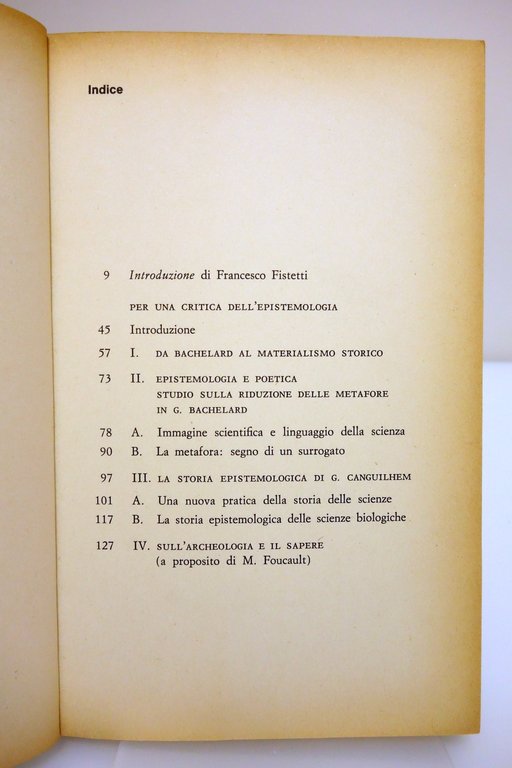 Indice
9 Introduzione di Francesco Fistetti
PER UNA CRITICA DELL'EPISTEMOLOGIA
45 Introduzione
57 I. DA BACHELARD AL MATERIALISMO STORICO
73 II. EPISTEMOLOGIA E POETICA
STUDIO SULLA RIDUZIONE DELLE METAFORE
IN G. BACHELARD
78 A. Immagine scientifica e linguaggio della scienza
90 B. La metafora: segno di un surrogato
97 III. LA STORIA EPISTEMOLOGICA DI G. CANGUILHEM
101 A. Una nuova pratica della storia delle scienze
117 B. La storia epistemologica delle scienze biologiche
127 IV. SULL'ARCHEOLOGIA E IL SAPERE
(a proposito di M. Foucault)